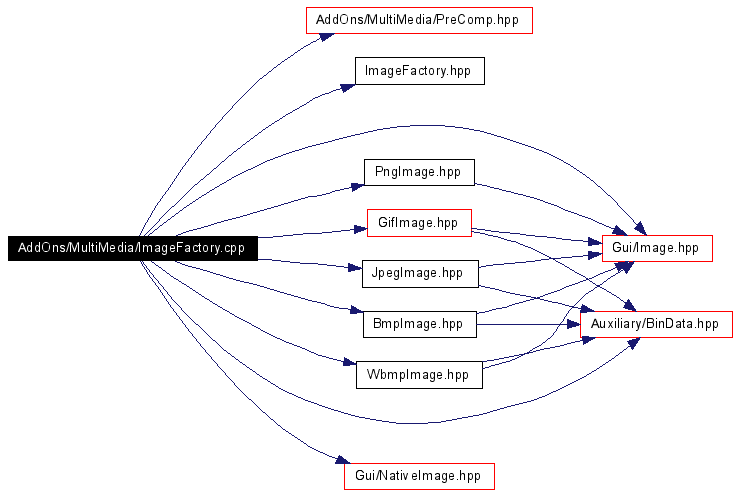 AddOns/MultiMedia/PreComp.hpp
ImageFactory.hpp
PngImage.hpp
GifImage.hpp
Gui/Image.hpp
AddOns/MultiMedia/ImageFactory.cpp
JpegImage.hpp
BmpImage.hpp
Auxiliary/BinData.hpp
WbmpImage.hpp
Gui/NativeImage.hpp